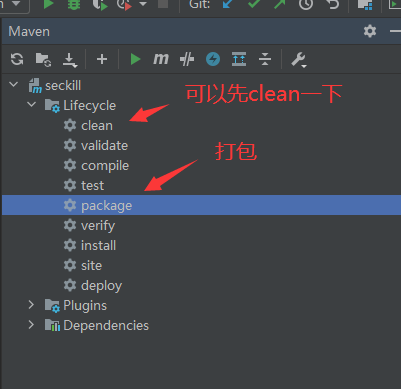 Git:
Maven
seckill
Lifecycle
可以先clean一下
clean
validate
compile
打包
test
package
verify
install
site
deploy
Plugins
Dependencies